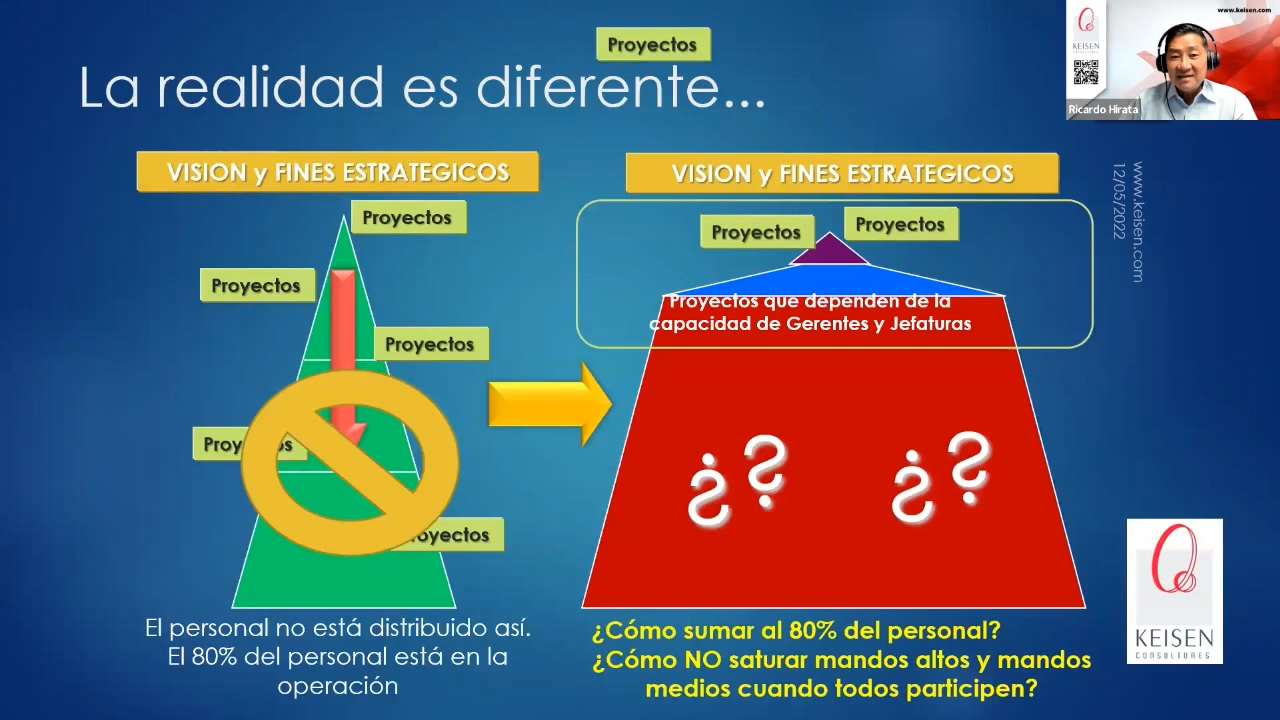 Proyectos
La realidad es diferente...
www.keisen.com
KEISEN
CONSULTORES
Ricardo Hirata
VISION y FINES ESTRATEGICOS
Proyectos
Proyectos
Proyectos
El personal no está distribuido así.
El 80% del personal está en la
operación
VISION y FINES ESTRATEGICOS
Proyectos
Proyectos
Proyectos que dependen de la
capacidad de Gerentes y Jefaturas
¿?
¿?
¿Cómo sumar al 80% del personal?
¿Cómo NO saturar mandos altos y mandos
medios cuando todos participen?
www.keisen.com
12/05/2022
KEISEN
CONSULTORES